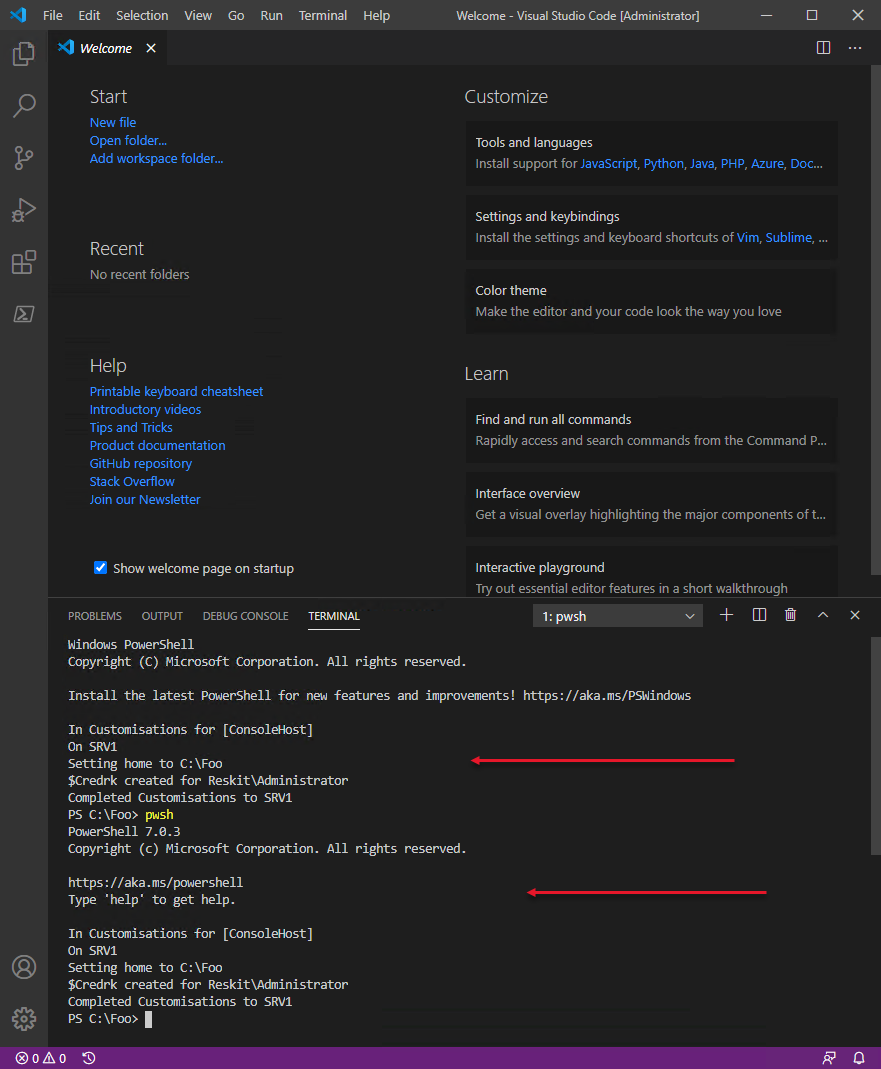 File Edit Selection View Go Run Terminal Help Welcome - Visual Studio Code [Administrator]
Welcome
Start
New file
Open folder...
Add workspace folder...
Recent
No recent folders
Help
Printable keyboard cheatsheet
Introductory videos
Tips and Tricks
Product documentation
GitHub repository
Stack Overflow
Join our Newsletter
Show welcome page on startup
Customize
Tools and languages
Install support for JavaScript, Python, Java, PHP, Azure, Doc...
Settings and keybindings
Install the settings and keyboard shortcuts of Vim, Sublime, ...
Color theme
Make the editor and your code look the way you love
Learn
Find and run all commands
Rapidly access and search commands from the Command P...
Interface overview
Get a visual overlay highlighting the major components of t...
Interactive playground
Try out essential editor features in a short walkthrough
PROBLEMS OUTPUT DEBUG CONSOLE TERMINAL 1: pwsh
Windows PowerShell
Copyright (C) Microsoft Corporation. All rights reserved.
Install the latest PowerShell for new features and improvements! https://aka.ms/PSWindows
In Customisations for [ConsoleHost]
On SRV1
Setting home to C:\Foo
$Credrk created for Reskit\Administrator
Completed Customisations to SRV1
PS C:\Foo> pwsh
PowerShell 7.0.3
Copyright (c) Microsoft Corporation. All rights reserved.
https://aka.ms/powershell
Type 'help' to get help.
In Customisations for [ConsoleHost]
On SRV1
Setting home to C:\Foo
$Credrk created for Reskit\Administrator
Completed Customisations to SRV1
PS C:\Foo>
0 0